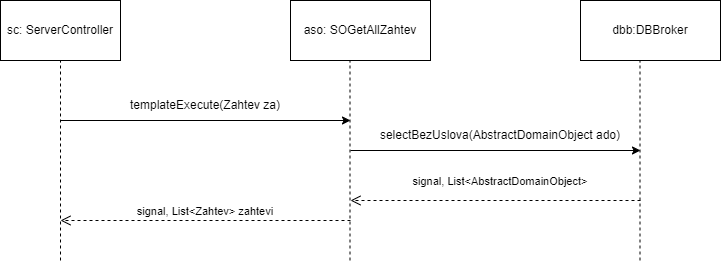 sc: ServerController
aso: SOGetAllZahtev
dbb:DBBroker
templateExecute(Zahtev za)
selectBezUslova(AbstractDomainObject ado)
signal, List<AbstractDomainObject>
signal, List<Zahtev> zahtevi